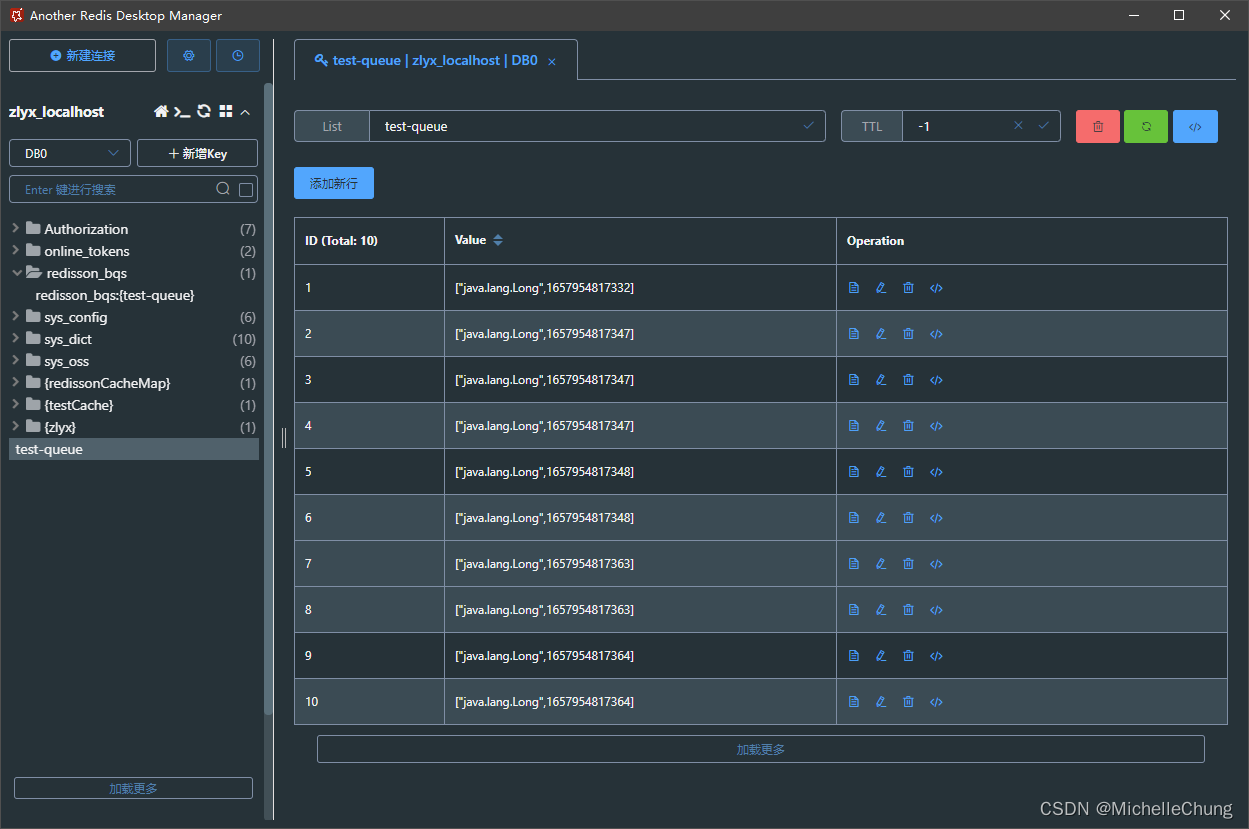 Another Redis Desktop Manager
新建连接
zlyx_localhost
DB0
+ 新增Key
Enter 键进行搜索
Authorization (7)
online_tokens (2)
redisson_bqs (1)
redisson_bqs:{test-queue}
sys_config (6)
sys_dict (10)
sys_oss (6)
{redissonCacheMap} (1)
{testCache} (1)
{zlyx} (1)
test-queue
加载更多
test-queue | zlyx_localhost | DB0
List test-queue TTL -1
添加新行
ID (Total: 10) Value Operation
1 ["java.lang.Long",1657954817332]
2 ["java.lang.Long",1657954817347]
3 ["java.lang.Long",1657954817347]
4 ["java.lang.Long",1657954817347]
5 ["java.lang.Long",1657954817348]
6 ["java.lang.Long",1657954817348]
7 ["java.lang.Long",1657954817363]
8 ["java.lang.Long",1657954817363]
9 ["java.lang.Long",1657954817364]
10 ["java.lang.Long",1657954817364]
加载更多
CSDN @MichelleChung